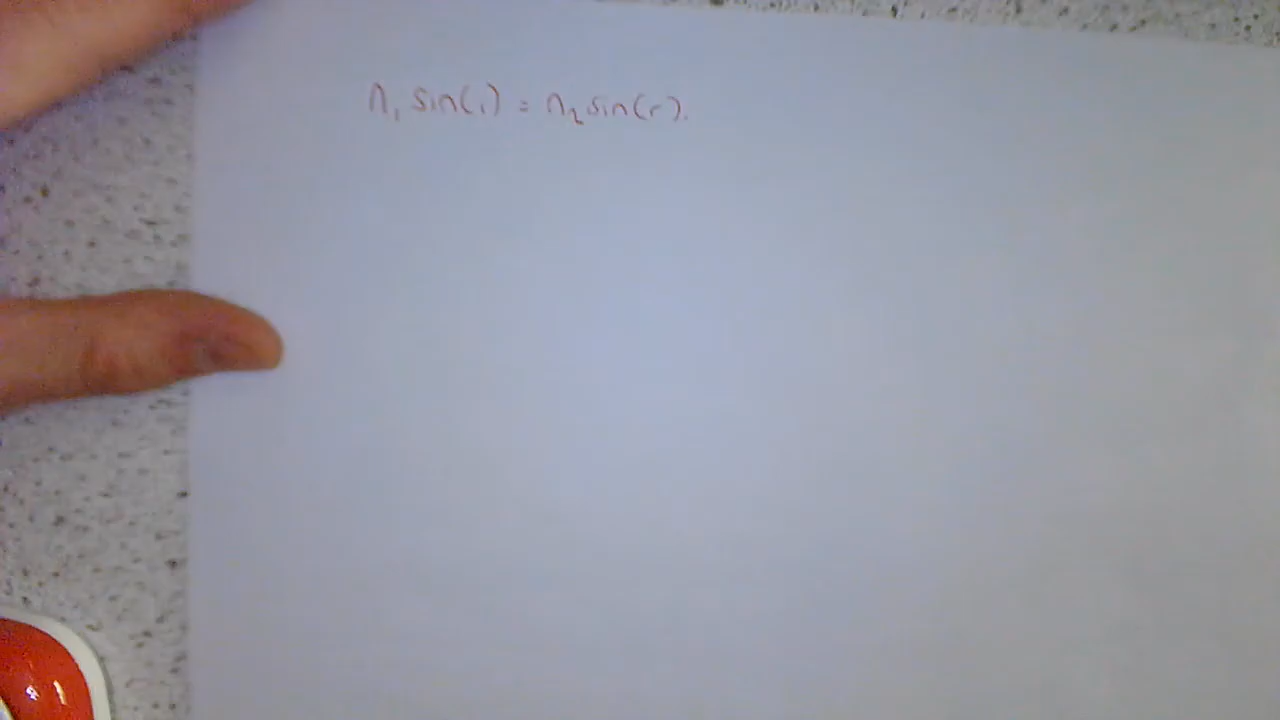 n₁ sin(i) = n₂ sin(r).